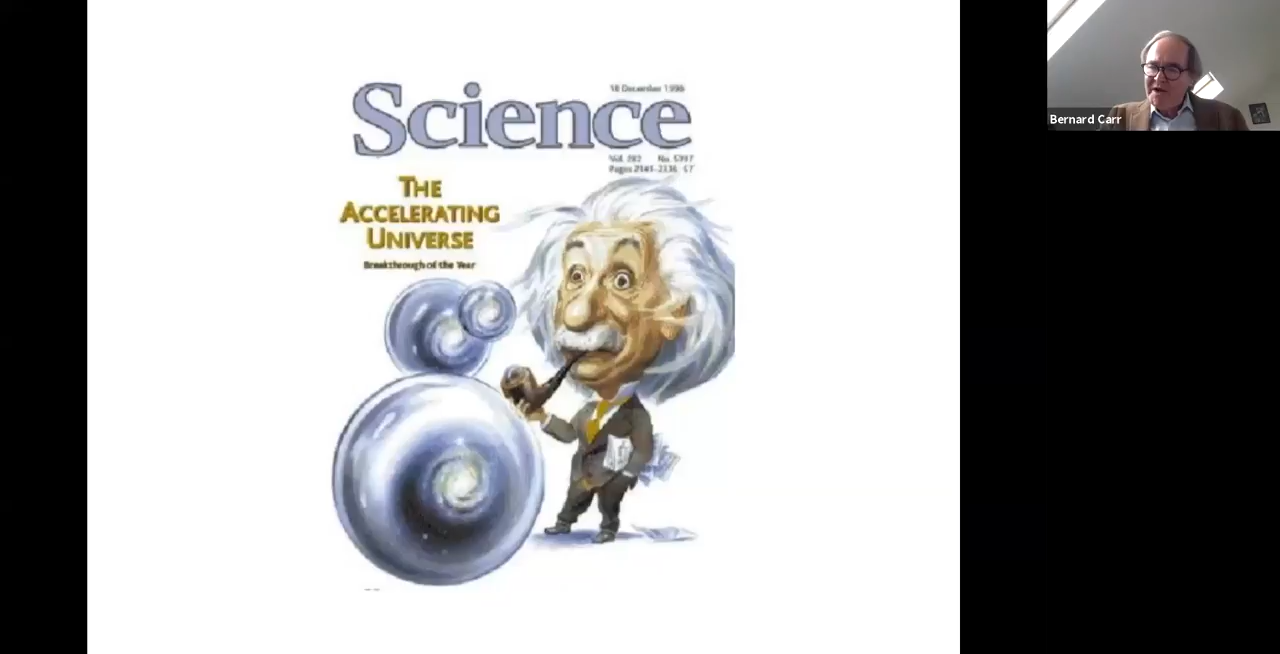 Science
18 December 1998
Vol. 282 No. 5397
Pages 2141–2336 $7
THE
ACCELERATING
UNIVERSE
Breakthrough of the Year
Bernard Carr